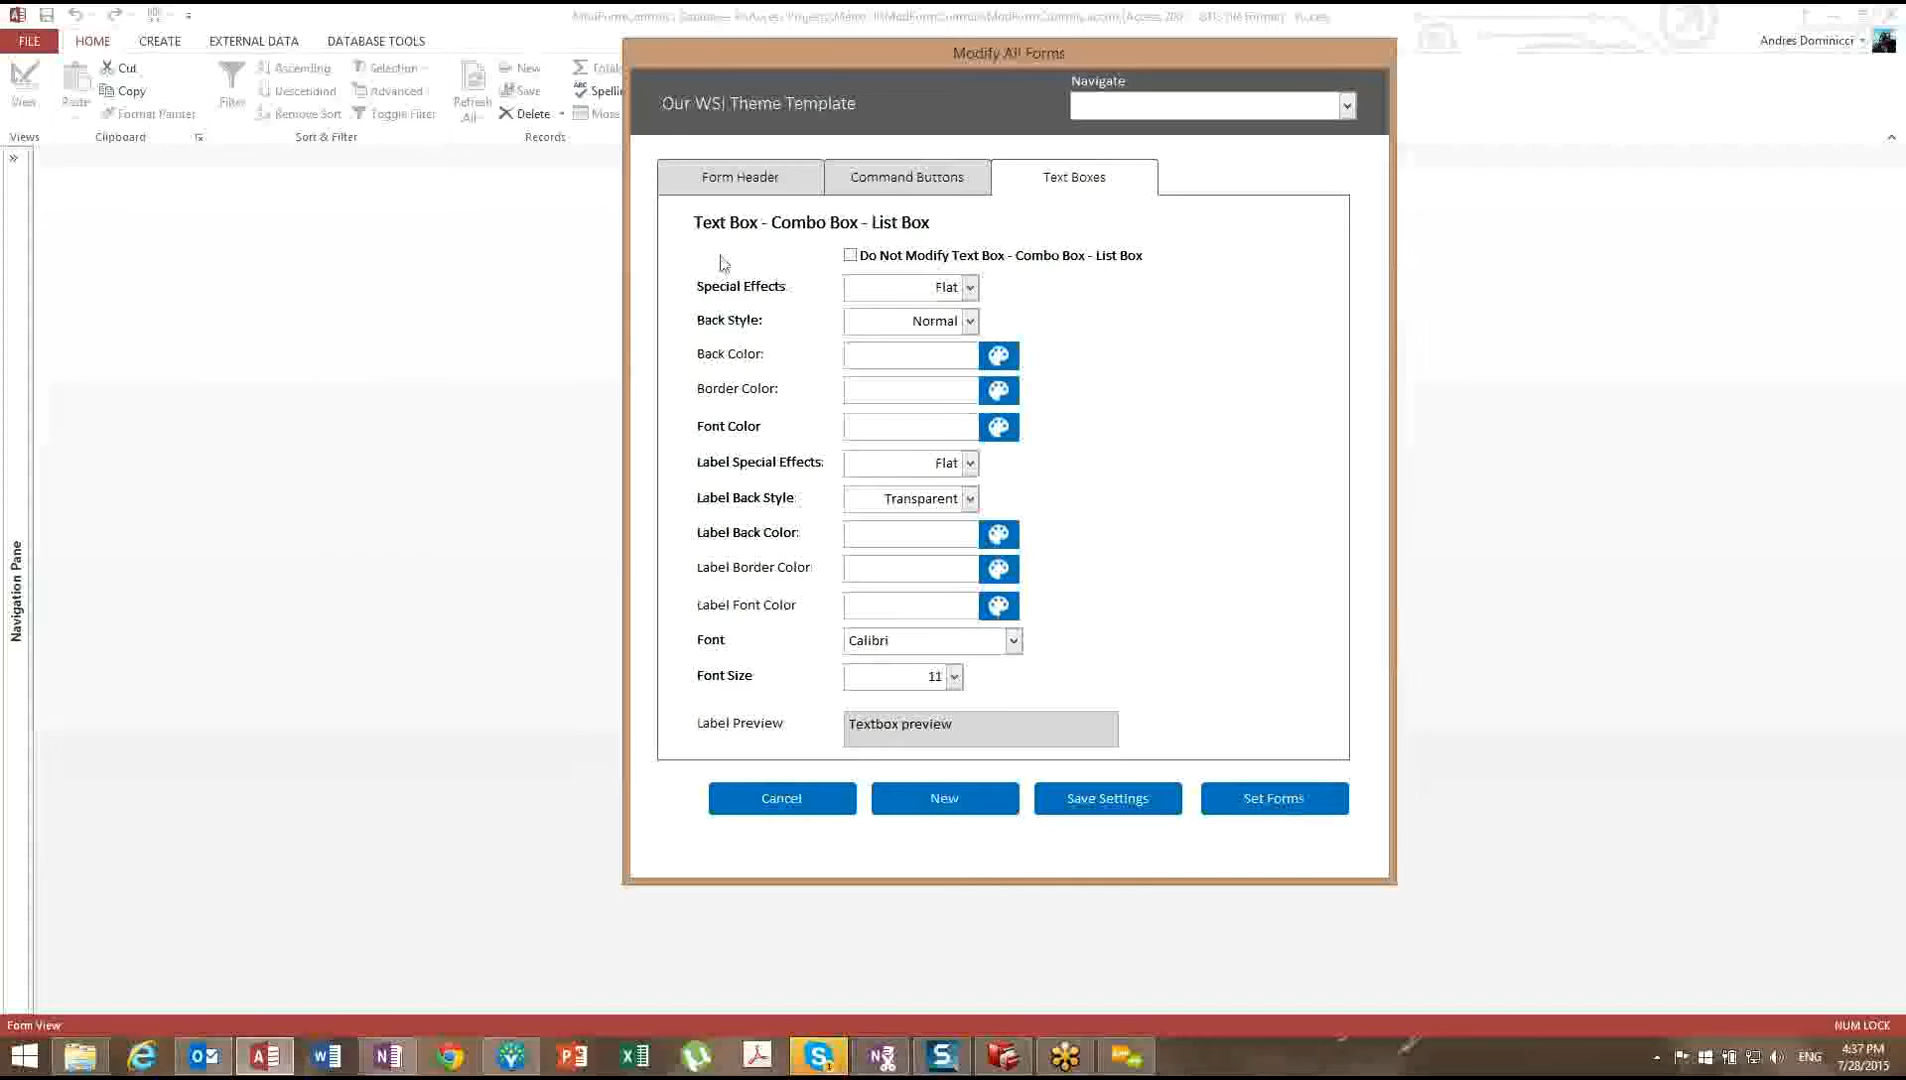 FILE HOME CREATE EXTERNAL DATA DATABASE TOOLS Andres Dominicci
Cut Ascending Selection New Totals
Copy Descending Advanced Save Spelling
View Paste Format Painter Filter Remove Sort Toggle Filter Refresh All Delete More
Views Clipboard Sort & Filter Records
Modify All Forms
Navigate
Our WSI Theme Template
Form Header Command Buttons Text Boxes
Text Box - Combo Box - List Box
Do Not Modify Text Box - Combo Box - List Box
Special Effects Flat
Back Style: Normal
Back Color:
Border Color:
Font Color
Label Special Effects: Flat
Label Back Style Transparent
Label Back Color:
Label Border Color:
Label Font Color
Font Calibri
Font Size 11
Label Preview Textbox preview
Cancel New Save Settings Set Forms
Navigation Pane
Form View NUM LOCK
ENG 4:37 PM
7/28/2015